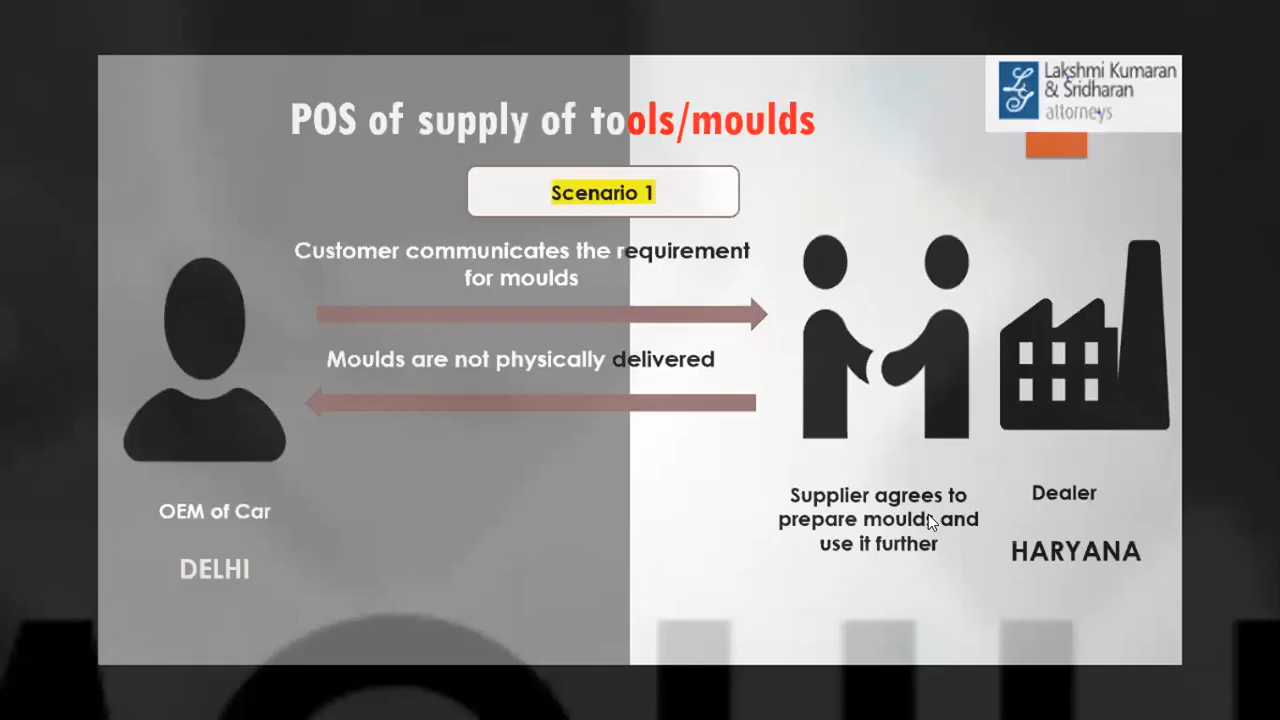 Lakshmi Kumaran
& Sridharan
attorneys
POS of supply of tools/moulds
Scenario 1
Customer communicates the requirement
for moulds
Moulds are not physically delivered
OEM of Car
DELHI
Supplier agrees to
prepare moulds and
use it further
Dealer
HARYANA